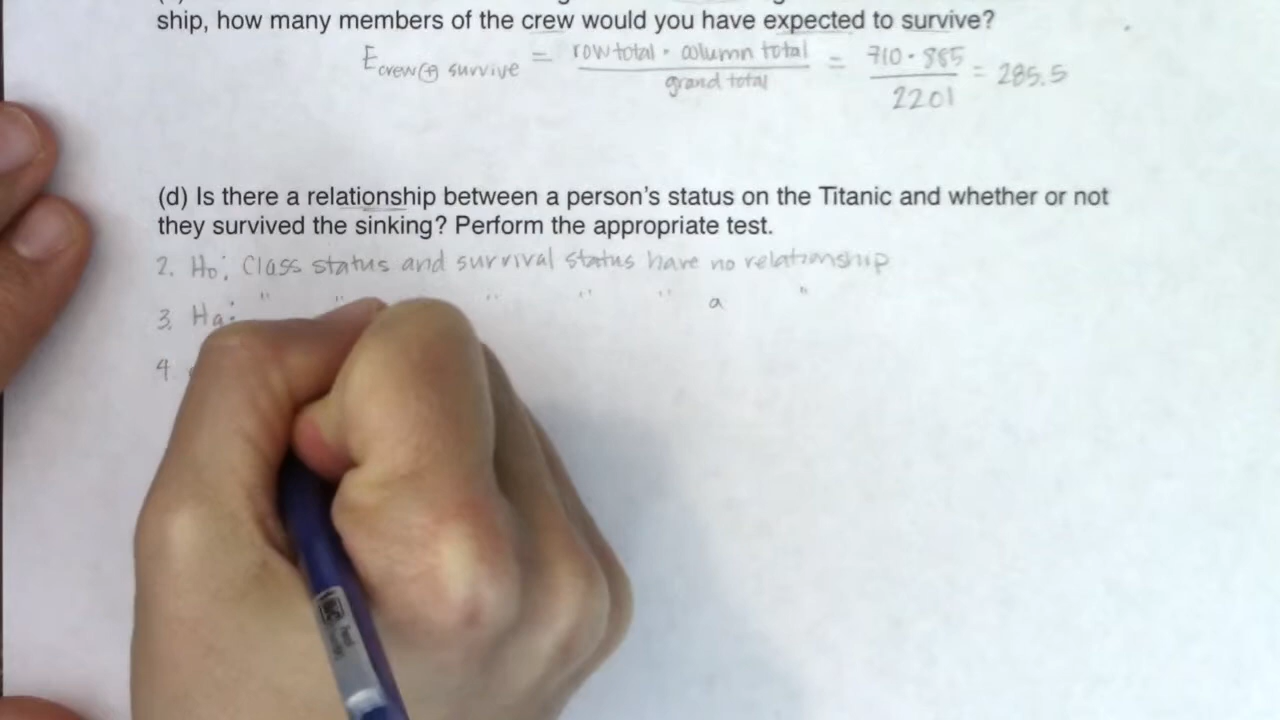 ship, how many members of the crew would you have expected to survive?
E crew survive = row total · column total / grand total = 710 · 885 / 2201 = 285.5
(d) Is there a relationship between a person's status on the Titanic and whether or not
they survived the sinking? Perform the appropriate test.
2. Ho: Class status and survival status have no relationship
3. Ha: " " " " " a "
4
BIC